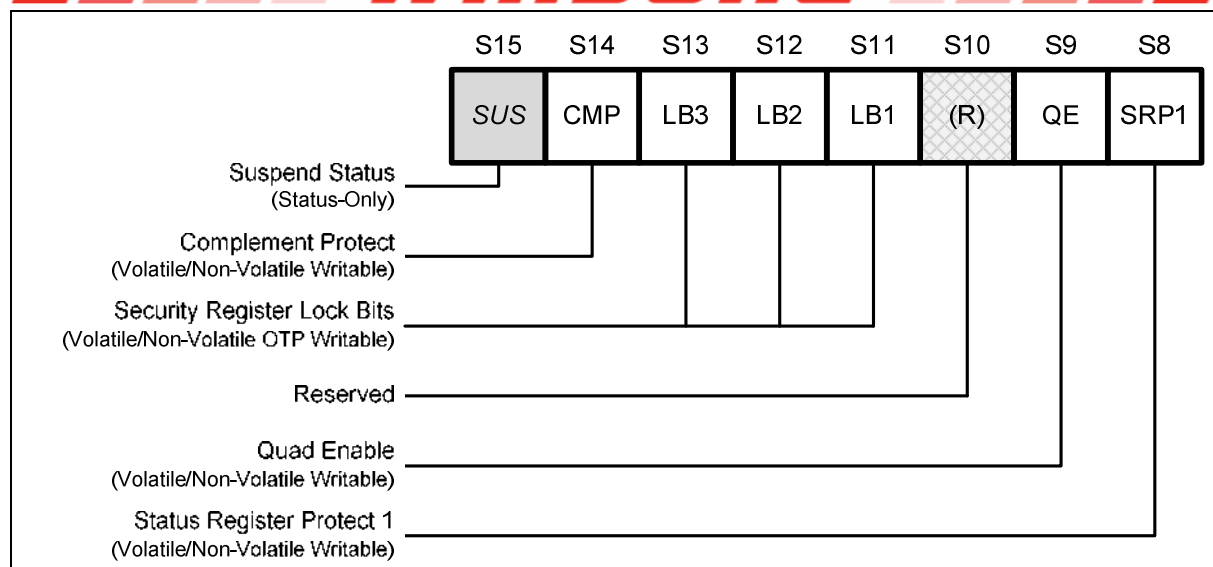 S15 S14 S13 S12 S11 S10 S9 S8
SUS CMP LB3 LB2 LB1 (R) QE SRP1
Suspend Status
(Status-Only)
Complement Protect
(Volatile/Non-Volatile Writable)
Security Register Lock Bits
(Volatile/Non-Volatile OTP Writable)
Reserved
Quad Enable
(Volatile/Non-Volatile Writable)
Status Register Protect 1
(Volatile/Non-Volatile Writable)